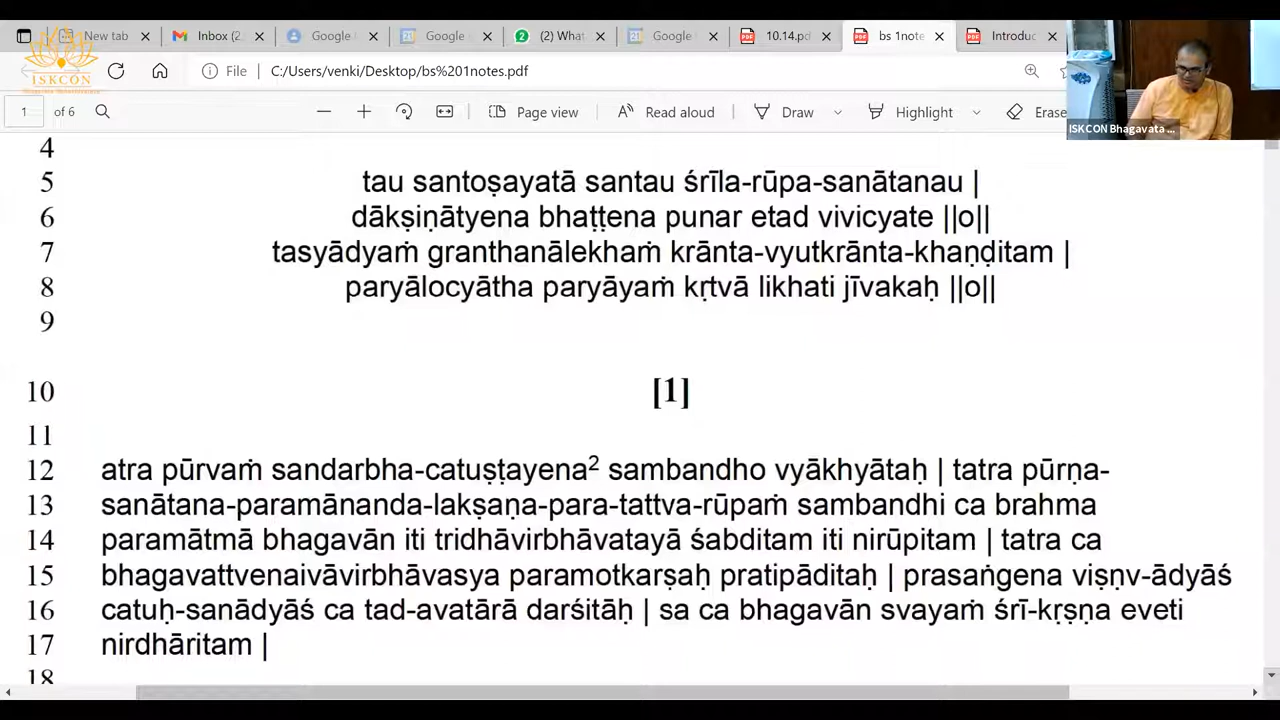 New tab
Inbox (2
Google
Google
(2) What
Google
10.14.pd
bs 1note
Introduc
ISKCON
File
C:/Users/venki/Desktop/bs%201notes.pdf
1
of 6
Page view
Read aloud
Draw
Highlight
Erase
ISKCON Bhagavata ...
4
5 tau santoṣayatā santau śrīla-rūpa-sanātanau |
6 dākṣiṇātyena bhaṭṭena punar etad vivicyate ||o||
7 tasyādyaṁ granthanālekhaṁ krānta-vyutkrānta-khaṇḍitam |
8 paryālocyātha paryāyaṁ kṛtvā likhati jīvakaḥ ||o||
9
10 [1]
11
12 atra pūrvaṁ sandarbha-catuṣṭayena2 sambandho vyākhyātaḥ | tatra pūrṇa-
13 sanātana-paramānanda-lakṣaṇa-para-tattva-rūpaṁ sambandhi ca brahma
14 paramātmā bhagavān iti tridhāvirbhāvatayā śabditam iti nirūpitam | tatra ca
15 bhagavattvenaivāvirbhāvasya paramotkarṣaḥ pratipāditaḥ | prasaṅgena viṣṇv-ādyāś
16 catuḥ-sanādyāś ca tad-avatārā darśitāḥ | sa ca bhagavān svayaṁ śrī-kṛṣṇa eveti
17 nirdhāritam |
18